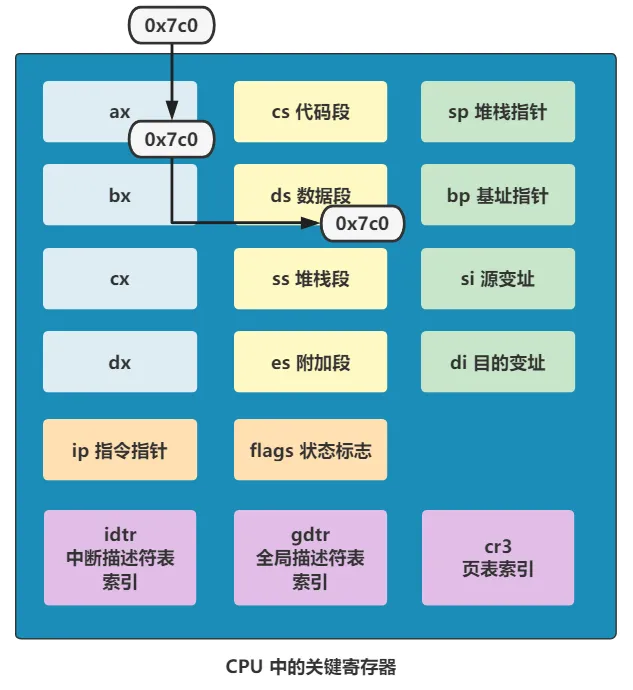 0x7c0
ax
0x7c0
cs 代码段
sp 堆栈指针
bx
ds 数据段
0x7c0
bp 基址指针
cx
ss 堆栈段
si 源变址
dx
es 附加段
di 目的变址
ip 指令指针
flags 状态标志
idtr
中断描述符表
索引
gdtr
全局描述符表
索引
cr3
页表索引
CPU 中的关键寄存器